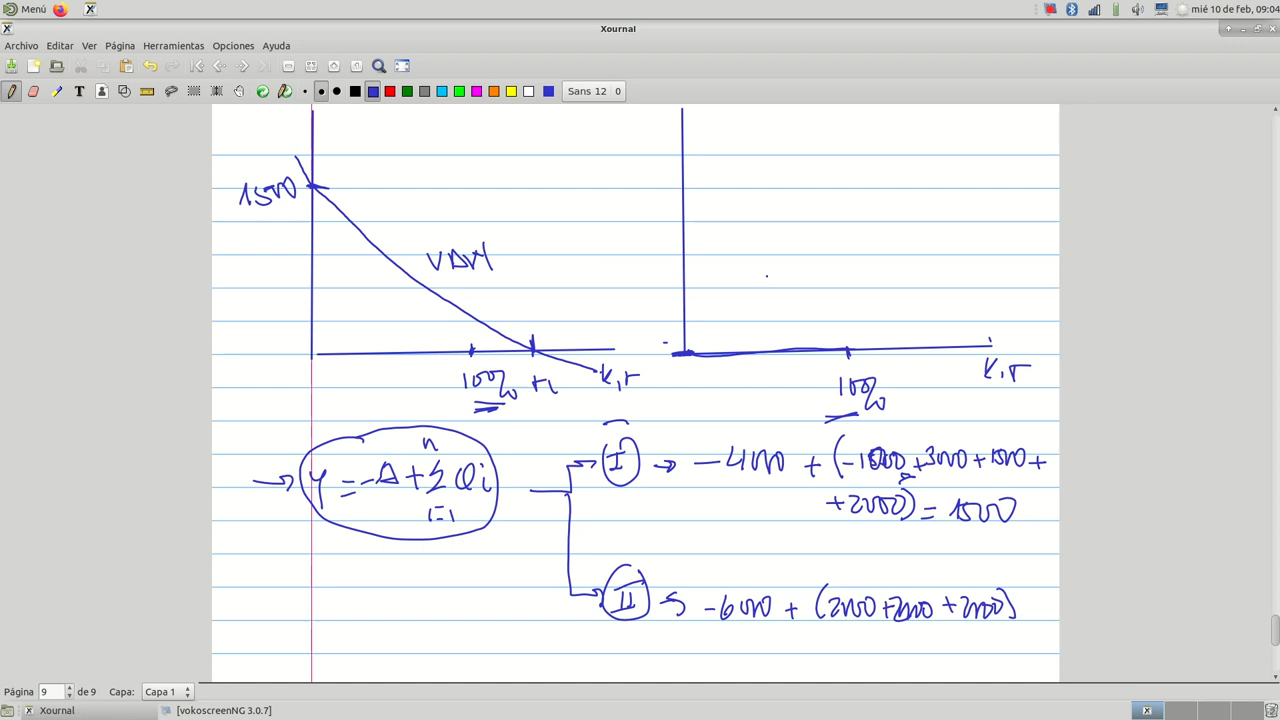 Menú mié 10 de feb, 09:04
Xournal
Archivo Editar Ver Página Herramientas Opciones Ayuda
Sans 12 0
1500
VAN
100% r1 k,r
100% k,r
y = -A + Σ Qi
n
i=1
I → -4000 + (-1000+3000+1500+
+2000) = 1500
II -6000 + (2000+2000+2000)
Página 9 de 9 Capa: Capa 1
Xournal [vokoscreenNG 3.0.7]